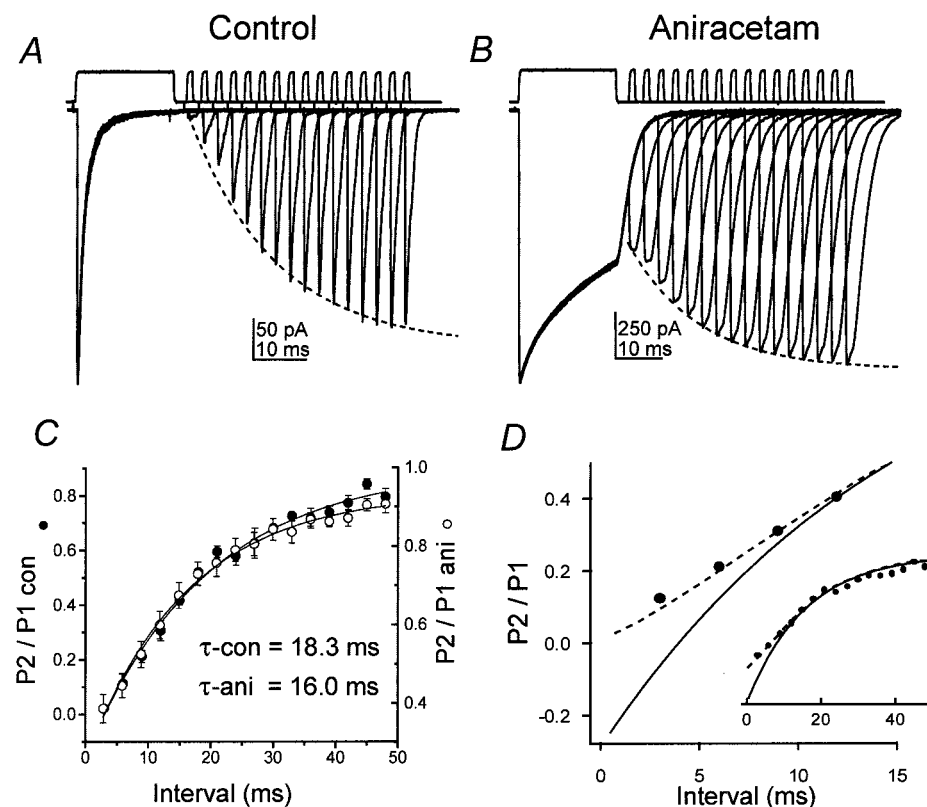 Control
Aniracetam
A
B
50 pA
10 ms
250 pA
10 ms
C
D
P2 / P1 con
0.8
0.6
0.4
0.2
0.0
1.0
0.8
0.6
0.4
P2 / P1 ani
τ-con = 18.3 ms
τ-ani = 16.0 ms
0 10 20 30 40 50
Interval (ms)
P2 / P1
0.4
0.2
0.0
-0.2
0 20 40
0 5 10 15
Interval (ms)